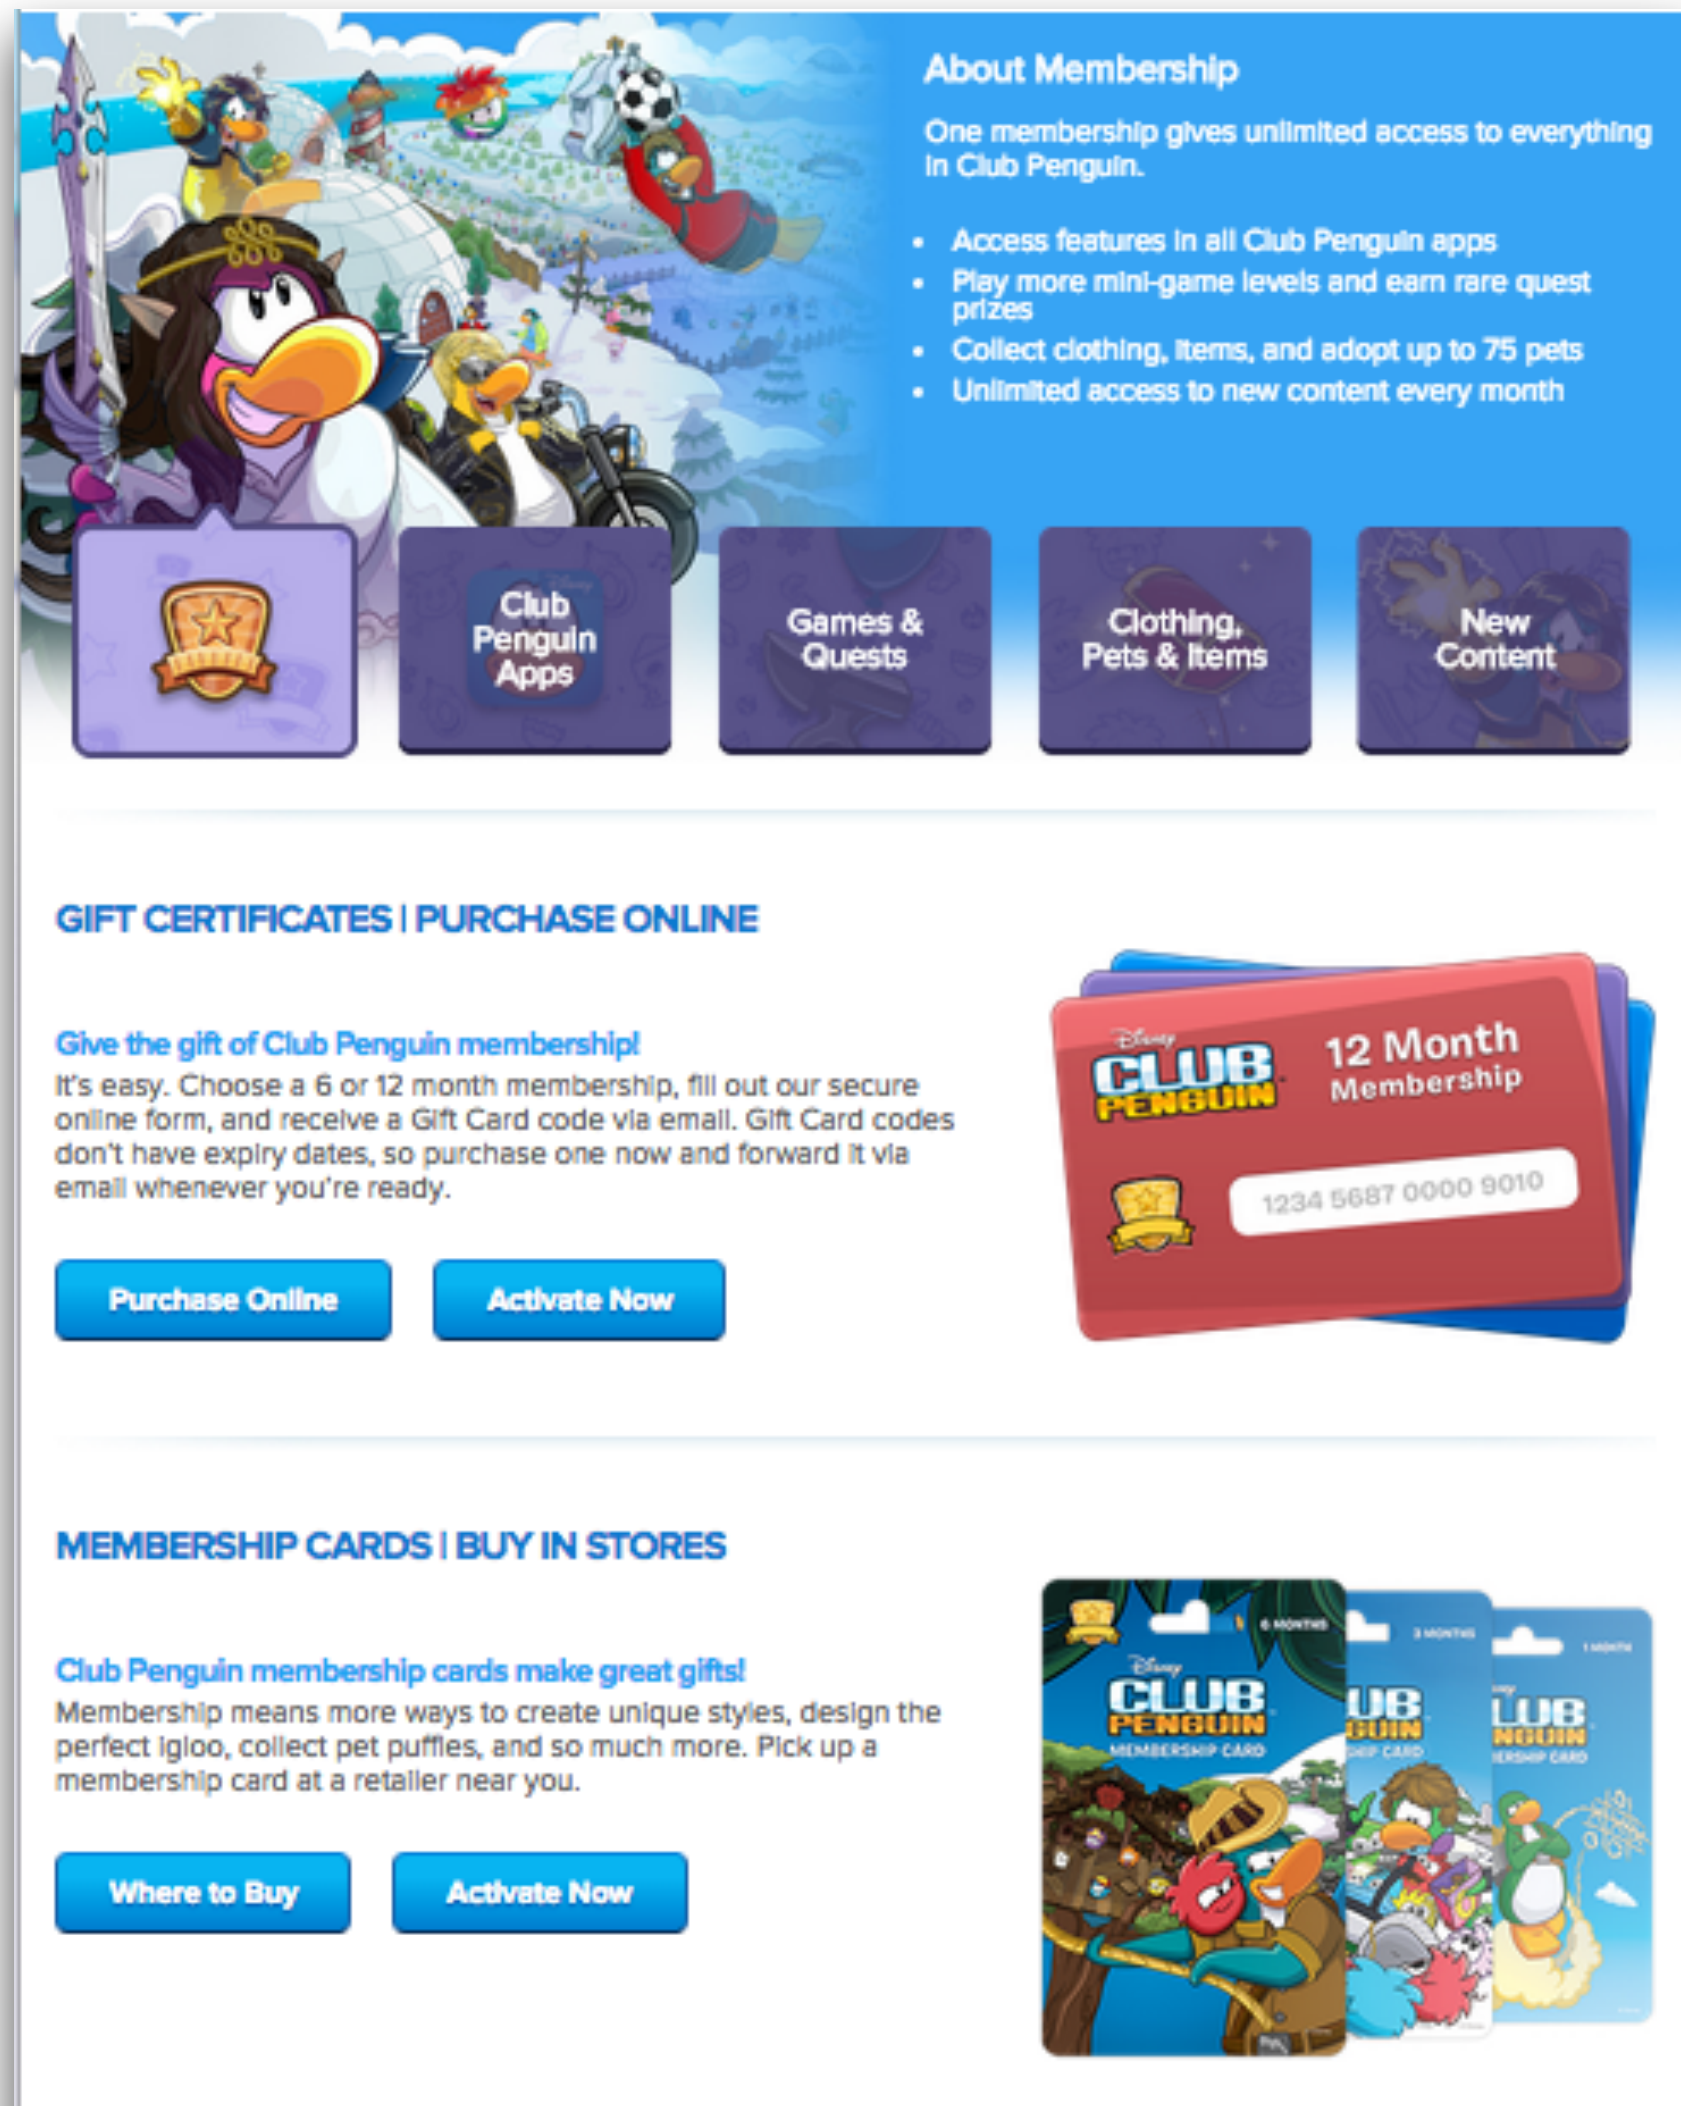 About Membership
One membership gives unlimited access to everything
in Club Penguin.
• Access features in all Club Penguin apps
• Play more mini-game levels and earn rare quest
prizes
• Collect clothing, items, and adopt up to 75 pets
• Unlimited access to new content every month
Disney
Club
Penguin
Apps
Games &
Quests
Clothing,
Pets & Items
New
Content
GIFT CERTIFICATES | PURCHASE ONLINE
Give the gift of Club Penguin membership!
It's easy. Choose a 6 or 12 month membership, fill out our secure
online form, and receive a Gift Card code via email. Gift Card codes
don't have expiry dates, so purchase one now and forward it via
email whenever you're ready.
Purchase Online
Activate Now
Disney
CLUB
PENGUIN
12 Month
Membership
1234 5687 0000 9010
MEMBERSHIP CARDS | BUY IN STORES
Club Penguin membership cards make great gifts!
Membership means more ways to create unique styles, design the
perfect igloo, collect pet puffles, and so much more. Pick up a
membership card at a retailer near you.
Where to Buy
Activate Now
6 MONTHS
Disney
CLUB
PENGUIN
MEMBERSHIP CARD
3 MONTHS
UB
GUIN
SHIP CARD
1 MONTH
LUB
NGUIN
ERSHIP CARD